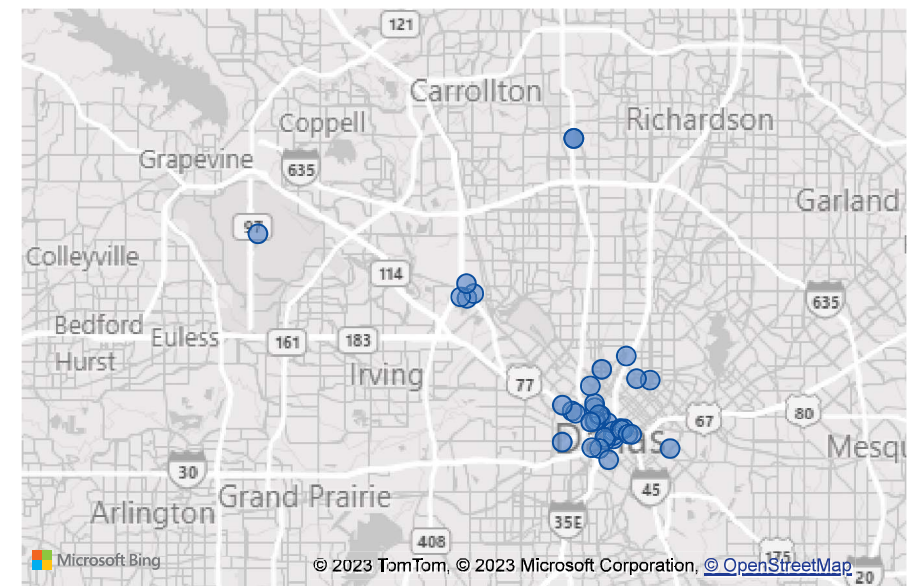 121
Carrollton
Coppell
Richardson
Grapevine
635
Garland
97
Colleyville
114
635
Bedford
Euless
161
183
Hurst
Irving
77
80
67
Dallas
Mesqu
30
45
Grand Prairie
Arlington
35E
408
175
Microsoft Bing
© 2023 TomTom, © 2023 Microsoft Corporation, © OpenStreetMap
20